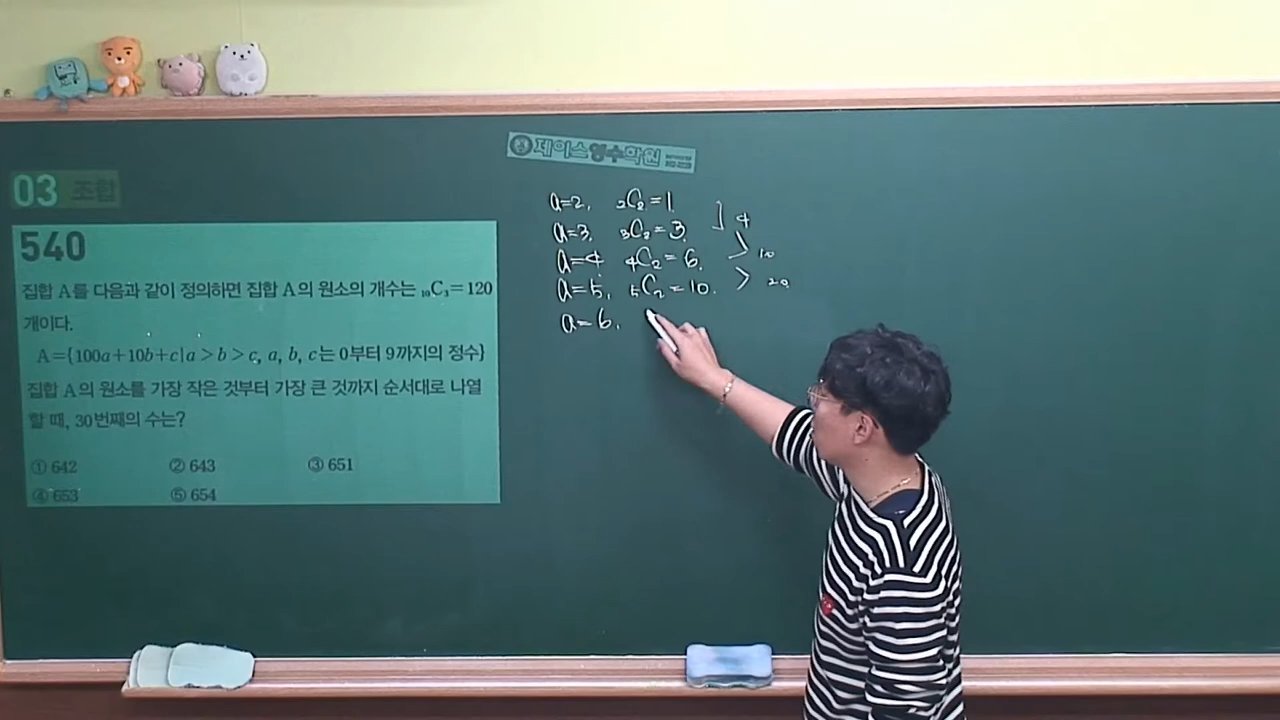 제이스영수학원
03 조합
540
집합 A를 다음과 같이 정의하면 집합 A의 원소의 개수는 ₁₀C₃=120
개이다.
A={100a+10b+c|a>b>c, a, b, c는 0부터 9까지의 정수}
집합 A의 원소를 가장 작은 것부터 가장 큰 것까지 순서대로 나열
할 때, 30번째의 수는?
① 642 ② 643 ③ 651
④ 653 ⑤ 654
a=2, ₂C₂=1
a=3, ₃C₂=3. 4
a=4 ₄C₂=6. 10
a=5, ₅C₂=10. 20
a=6,